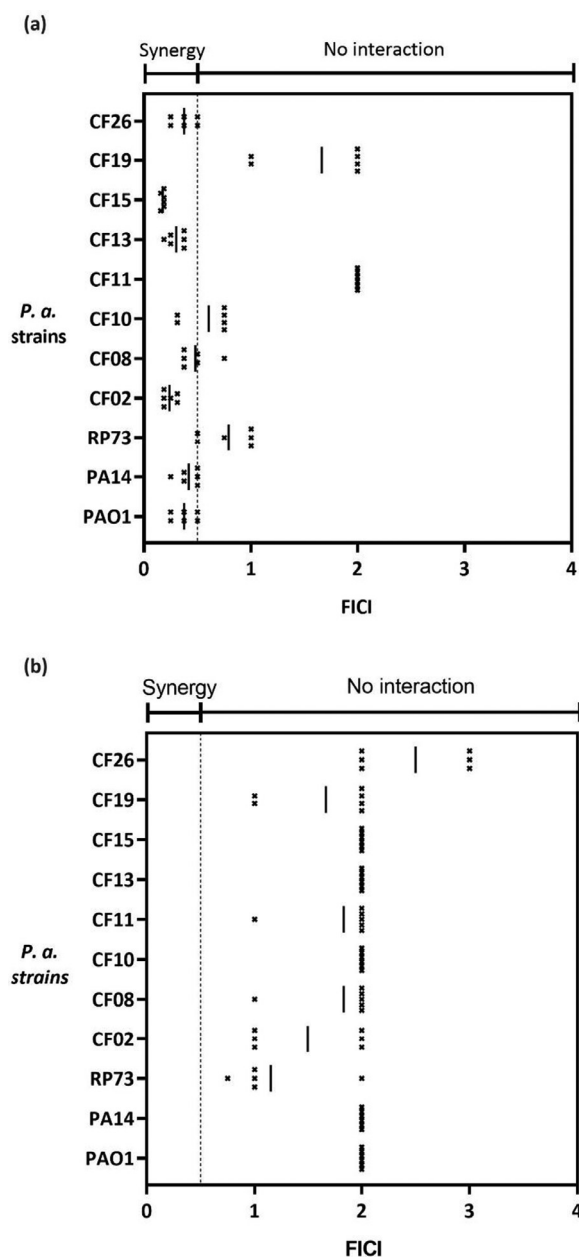 (a)
Synergy No interaction
CF26
CF19
CF15
CF13
CF11
P. a. CF10
strains CF08
CF02
RP73
PA14
PAO1
0 1 2 3 4
FICI
(b)
Synergy No interaction
CF26
CF19
CF15
CF13
CF11
P. a. CF10
strains CF08
CF02
RP73
PA14
PAO1
0 1 2 3 4
FICI